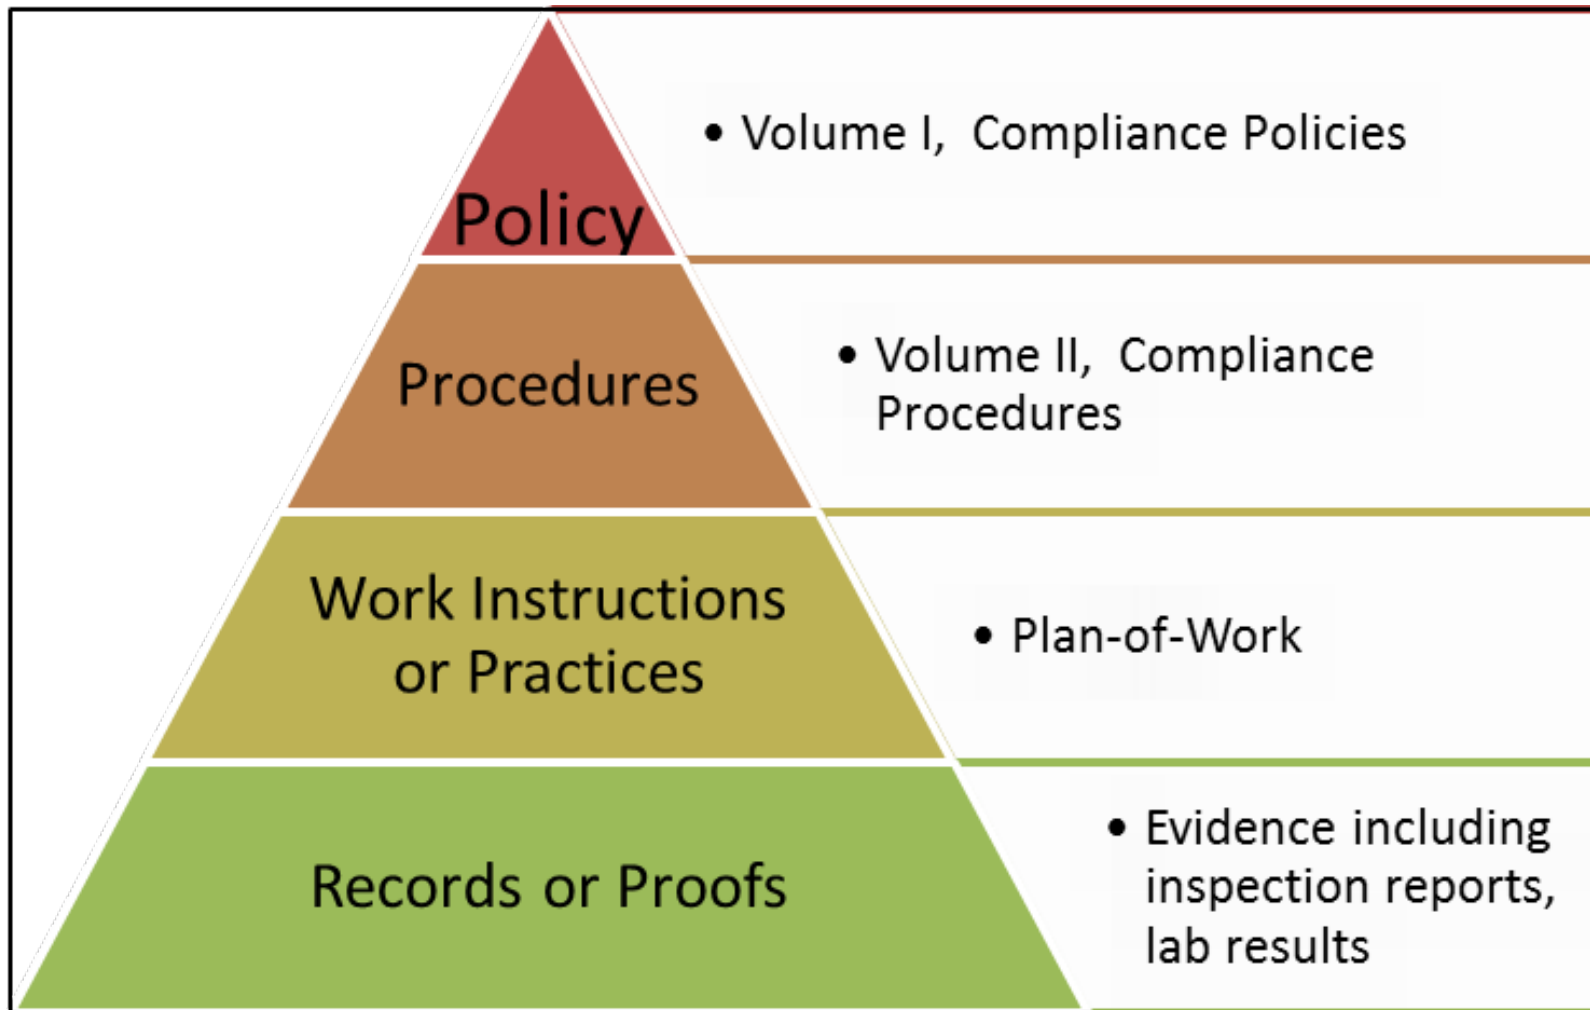 Policy
• Volume I,  Compliance Policies
Procedures
• Volume II,  Compliance
Procedures
Work Instructions
or Practices
• Plan-of-Work
Records or Proofs
• Evidence including
inspection reports,
lab results